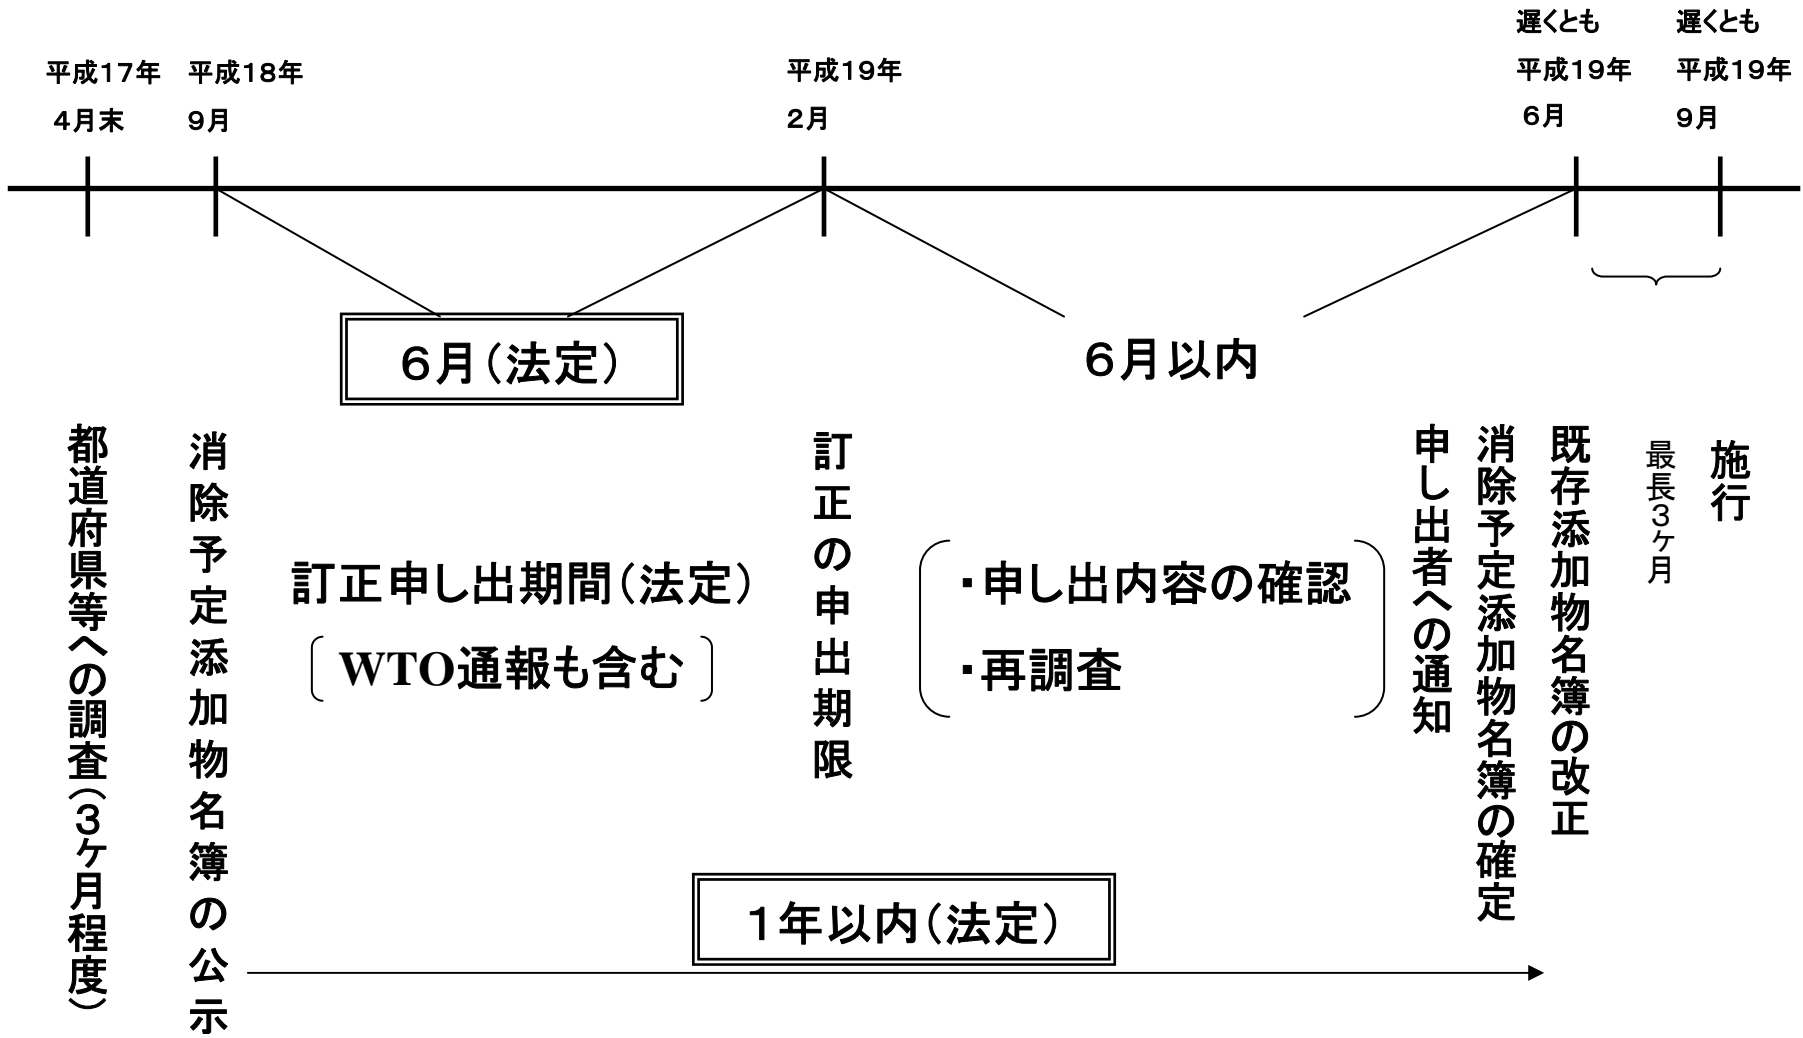 平成１７年
４月末
平成１８年
９月
平成１９年
２月
遅くとも
平成１９年
６月
遅くとも
平成１９年
９月
６月（法定）
６月以内
都道府県等への調査（３ヶ月程度）
消除予定添加物名簿の公示
訂正申し出期間（法定）
WTO通報も含む
訂正の申出期限
・申し出内容の確認
・再調査
申し出者への通知
消除予定添加物名簿の確定
既存添加物名簿の改正
最長３ヶ月
施行
１年以内（法定）